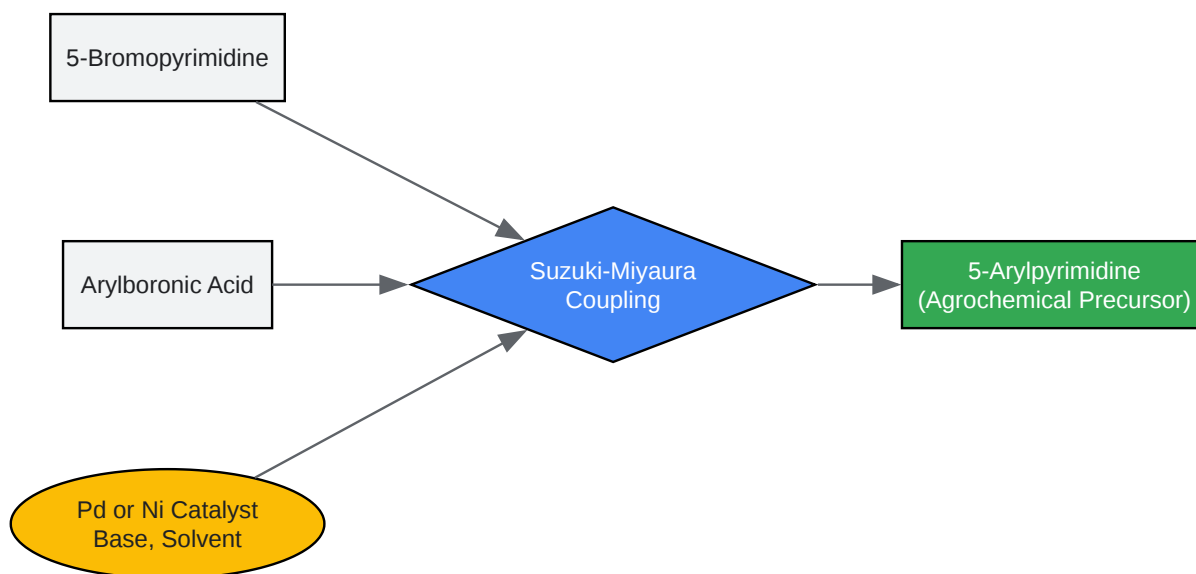 5-Bromopyrimidine
Arylboronic Acid
Pd or Ni Catalyst
Base, Solvent
Suzuki-Miyaura
Coupling
5-Arylpyrimidine
(Agrochemical Precursor)